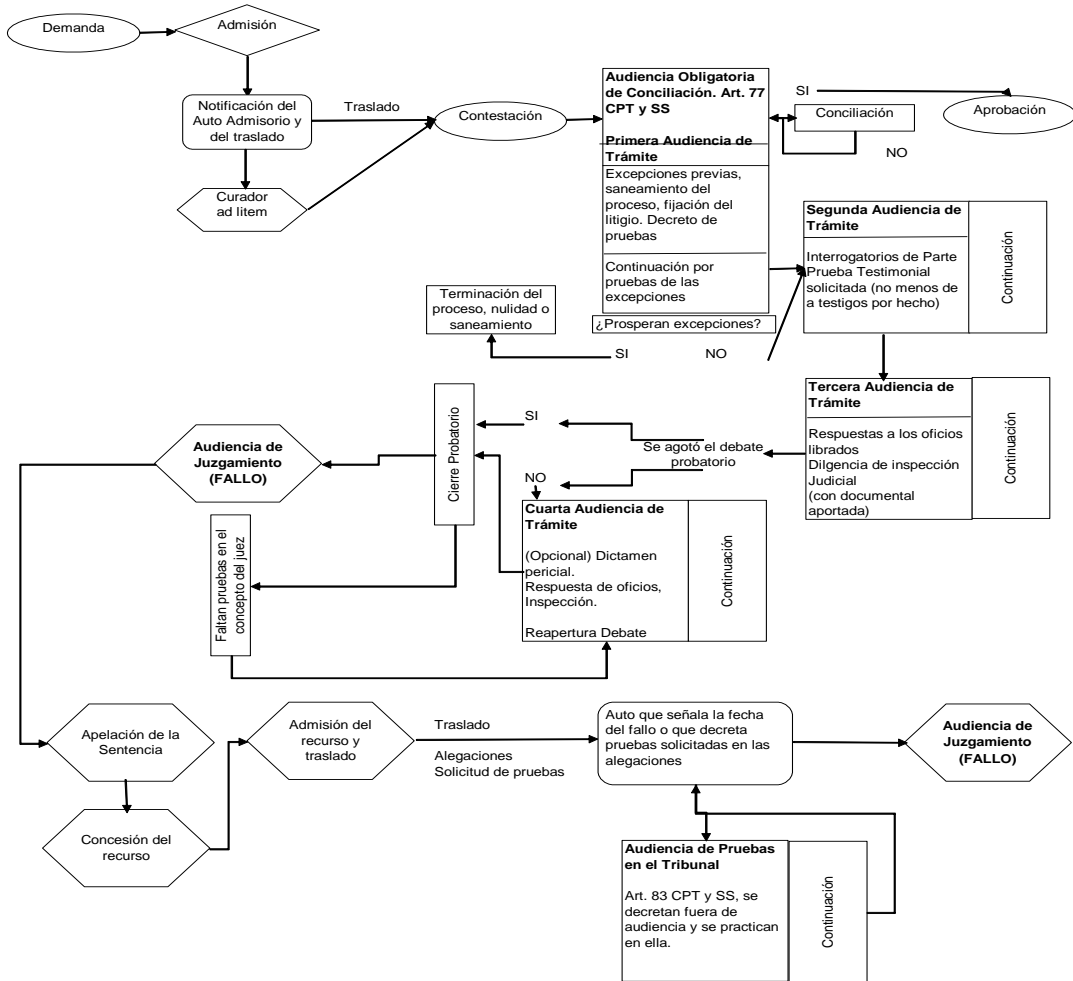 Demanda
Admisión
Notificación del
Auto Admisorio y
del traslado
Traslado
Curador
ad litem
Contestación
Audiencia Obligatoria
de Conciliación. Art. 77
CPT y SS
Primera Audiencia de
Trámite
Excepciones previas,
saneamiento del
proceso, fijación del
litigio. Decreto de
pruebas
Continuación por
pruebas de las
excepciones
¿Prosperan excepciones?
SI
Conciliación
NO
Aprobación
Segunda Audiencia de
Trámite
Interrogatorios de Parte
Prueba Testimonial
solicitada (no menos de
a testigos por hecho)
Continuación
Terminación del
proceso, nulidad o
saneamiento
SI
NO
Tercera Audiencia de
Trámite
Respuestas a los oficios
librados
Dilgencia de inspección
Judicial
(con documental
aportada)
Continuación
Se agotó el debate
probatorio
SI
NO
Cierre Probatorio
Audiencia de
Juzgamiento
(FALLO)
Cuarta Audiencia de
Trámite
(Opcional) Dictamen
pericial.
Respuesta de oficios,
Inspección.
Reapertura Debate
Continuación
Faltan pruebas en el
concepto del juez
Apelación de la
Sentencia
Concesión del
recurso
Admisión del
recurso y
traslado
Traslado
Alegaciones
Solicitud de pruebas
Auto que señala la fecha
del fallo o que decreta
pruebas solicitadas en las
alegaciones
Audiencia de
Juzgamiento
(FALLO)
Audiencia de Pruebas
en el Tribunal
Art. 83 CPT y SS, se
decretan fuera de
audiencia y se practican
en ella.
Continuación